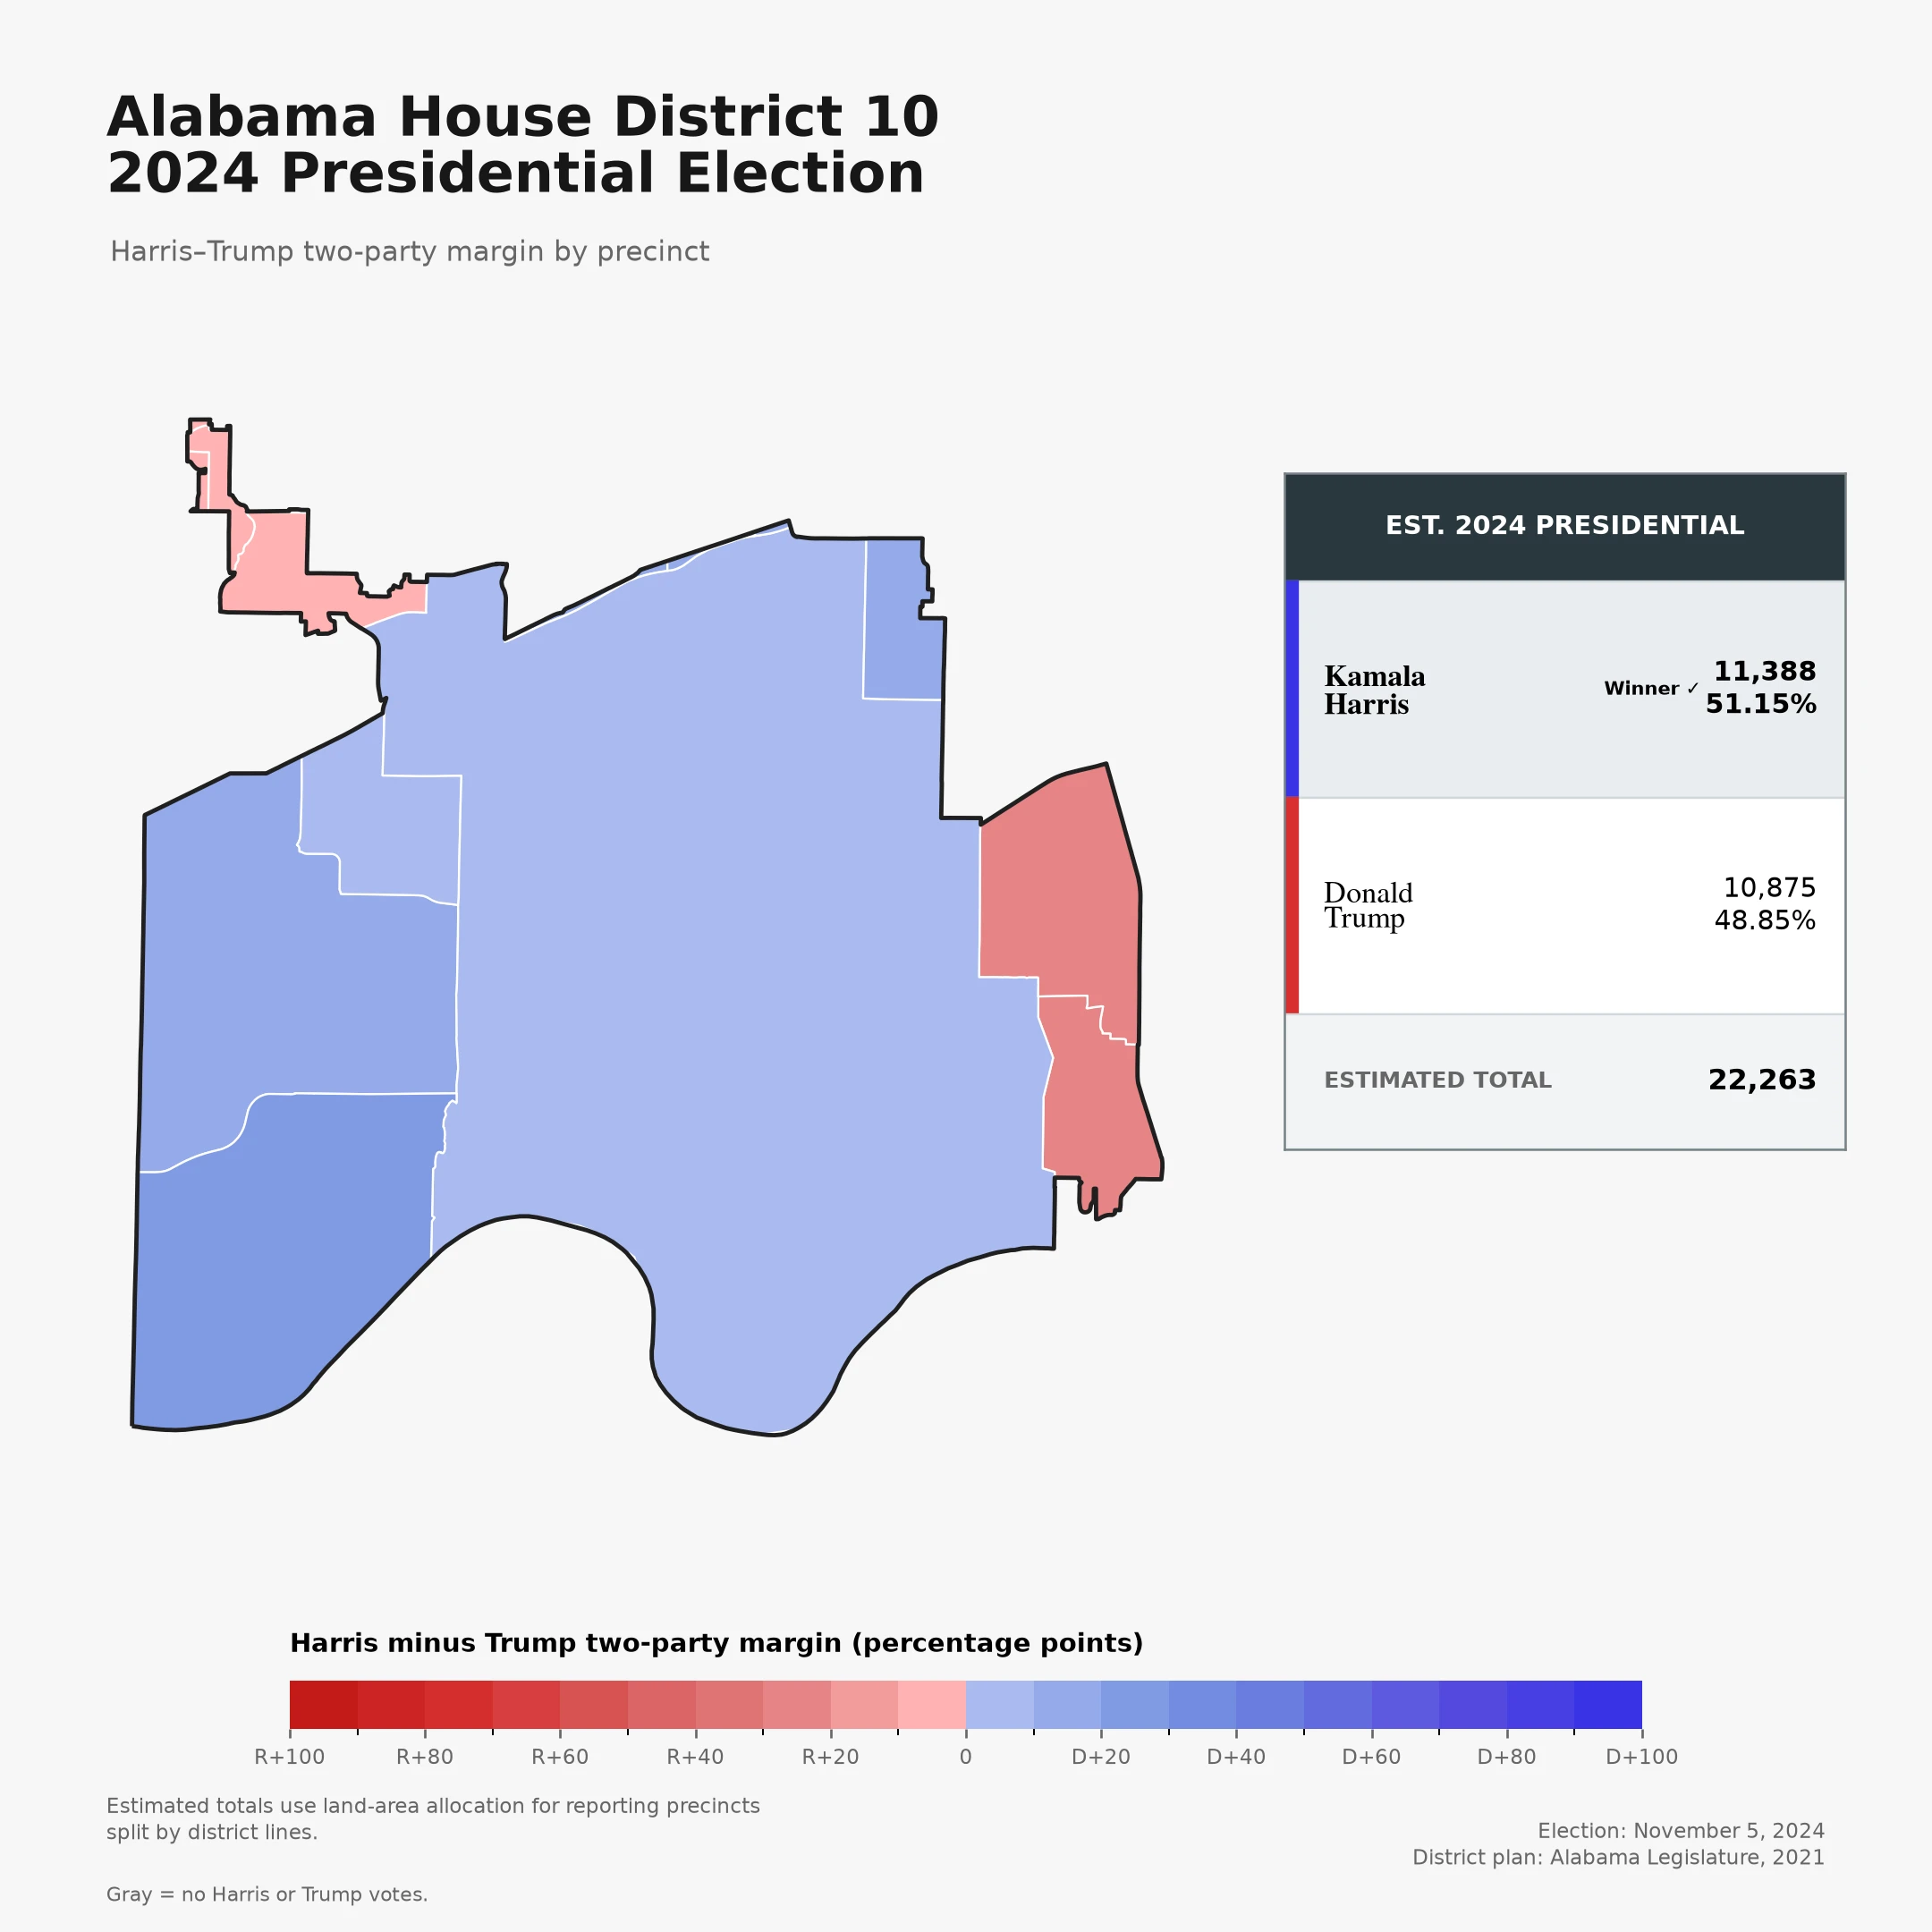 Alabama House District 10
2024 Presidential Election
Harris–Trump two-party margin by precinct
EST. 2024 PRESIDENTIAL
Kamala
Harris
Winner ✓
11,388
51.15%
Donald
Trump
10,875
48.85%
ESTIMATED TOTAL
22,263
Harris minus Trump two-party margin (percentage points)
R+100 R+80 R+60 R+40 R+20 0 D+20 D+40 D+60 D+80 D+100
Estimated totals use land-area allocation for reporting precincts
split by district lines.
Election: November 5, 2024
District plan: Alabama Legislature, 2021
Gray = no Harris or Trump votes.